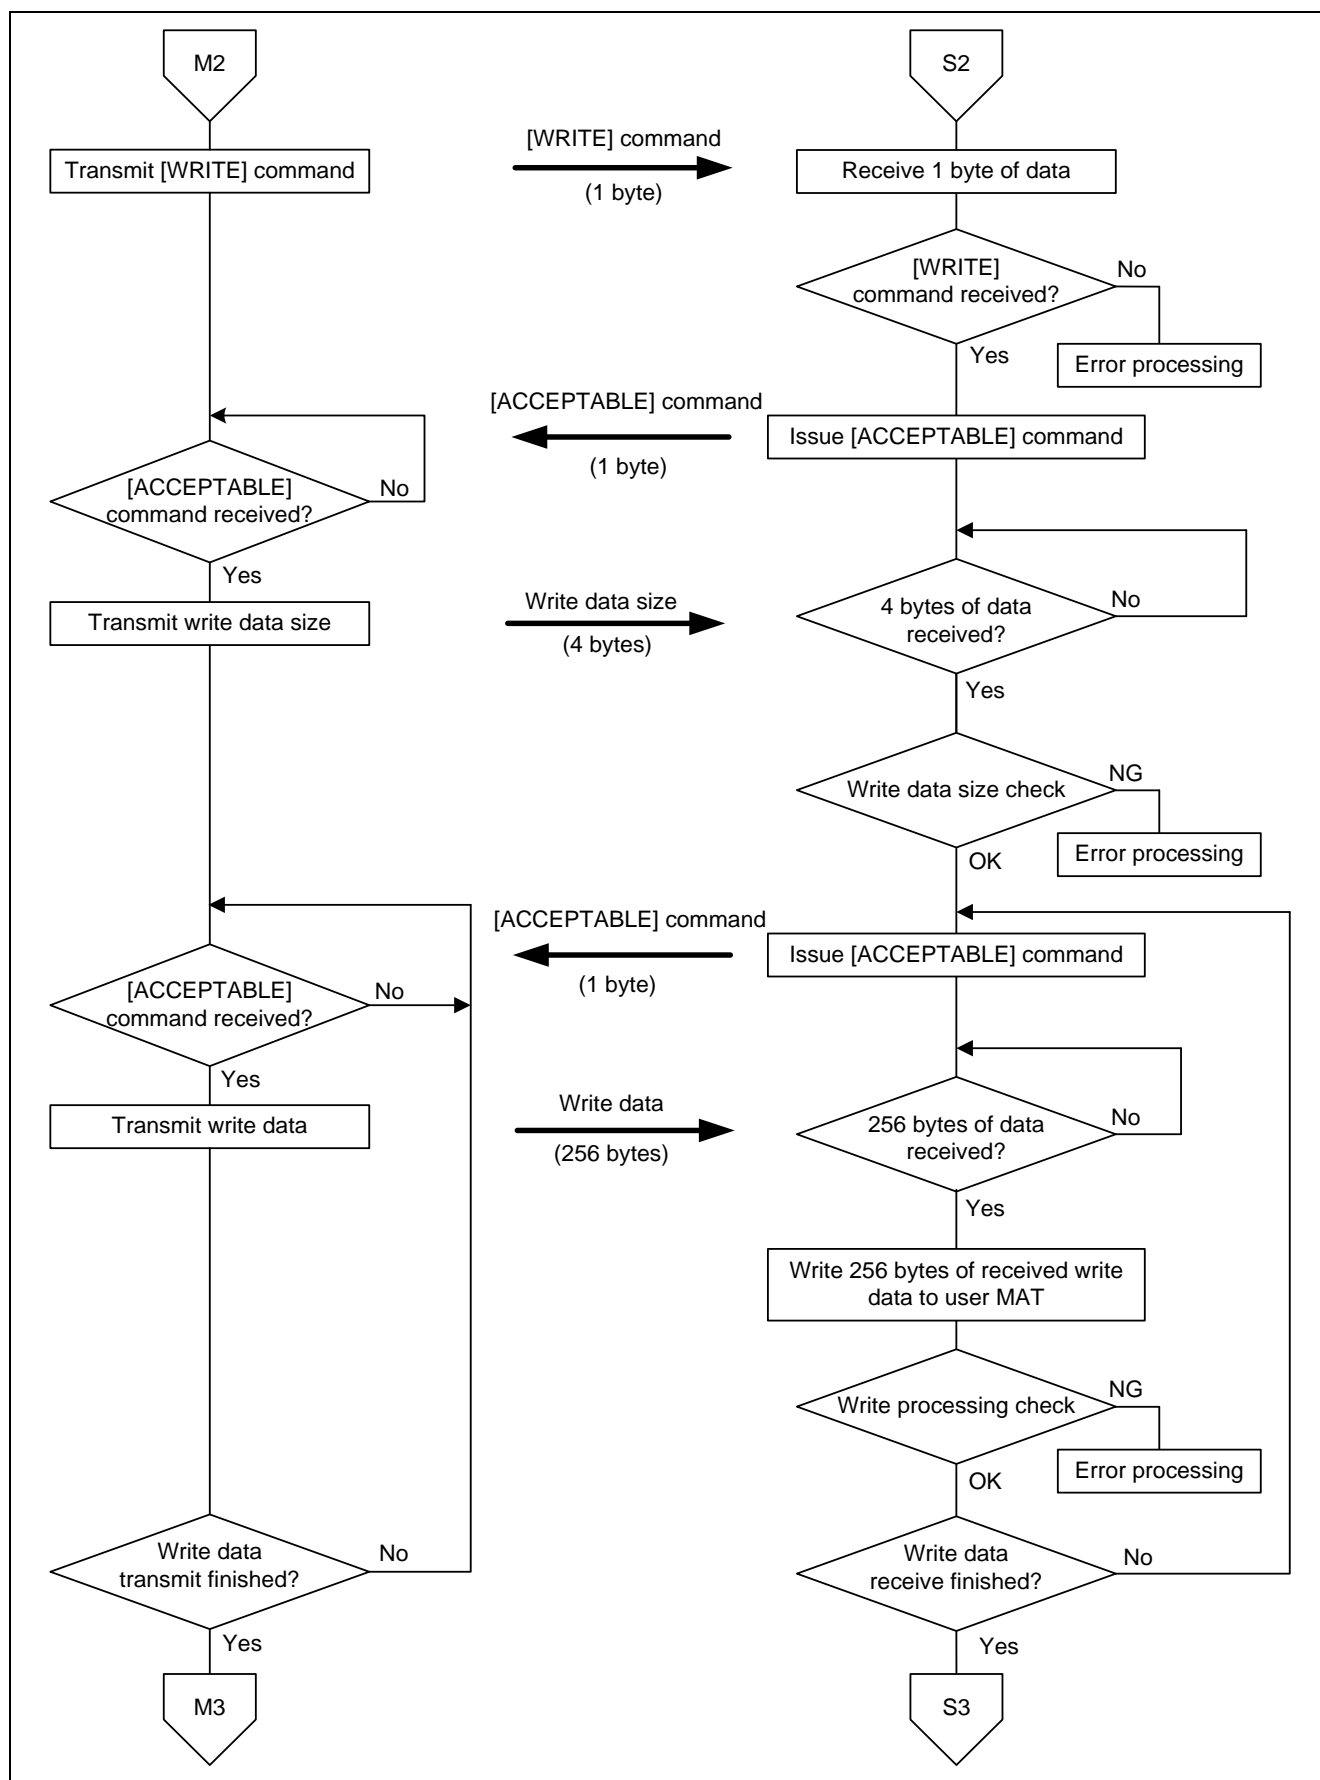 M2
S2
[WRITE] command
Transmit [WRITE] command
Receive 1 byte of data
(1 byte)
[WRITE]
command received?
No
Yes
Error processing
[ACCEPTABLE] command
Issue [ACCEPTABLE] command
(1 byte)
[ACCEPTABLE]
command received?
No
Yes
Write data size
Transmit write data size
(4 bytes)
4 bytes of data
received?
No
Yes
Write data size check
NG
Error processing
OK
[ACCEPTABLE] command
Issue [ACCEPTABLE] command
(1 byte)
[ACCEPTABLE]
command received?
No
Yes
Write data
Transmit write data
(256 bytes)
256 bytes of data
received?
No
Yes
Write 256 bytes of received write
data to user MAT
Write processing check
NG
Error processing
OK
Write data
transmit finished?
No
Yes
Write data
receive finished?
No
Yes
M3
S3